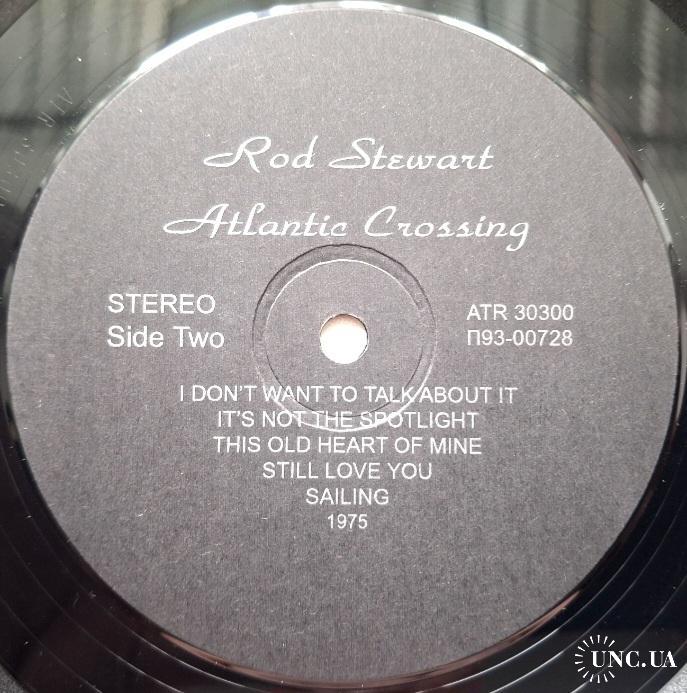 Rod Stewart
Atlantic Crossing
STEREO
Side Two
ATR 30300
П93-00728
I DON'T WANT TO TALK ABOUT IT
IT'S NOT THE SPOTLIGHT
THIS OLD HEART OF MINE
STILL LOVE YOU
SAILING
1975
UNC.UA